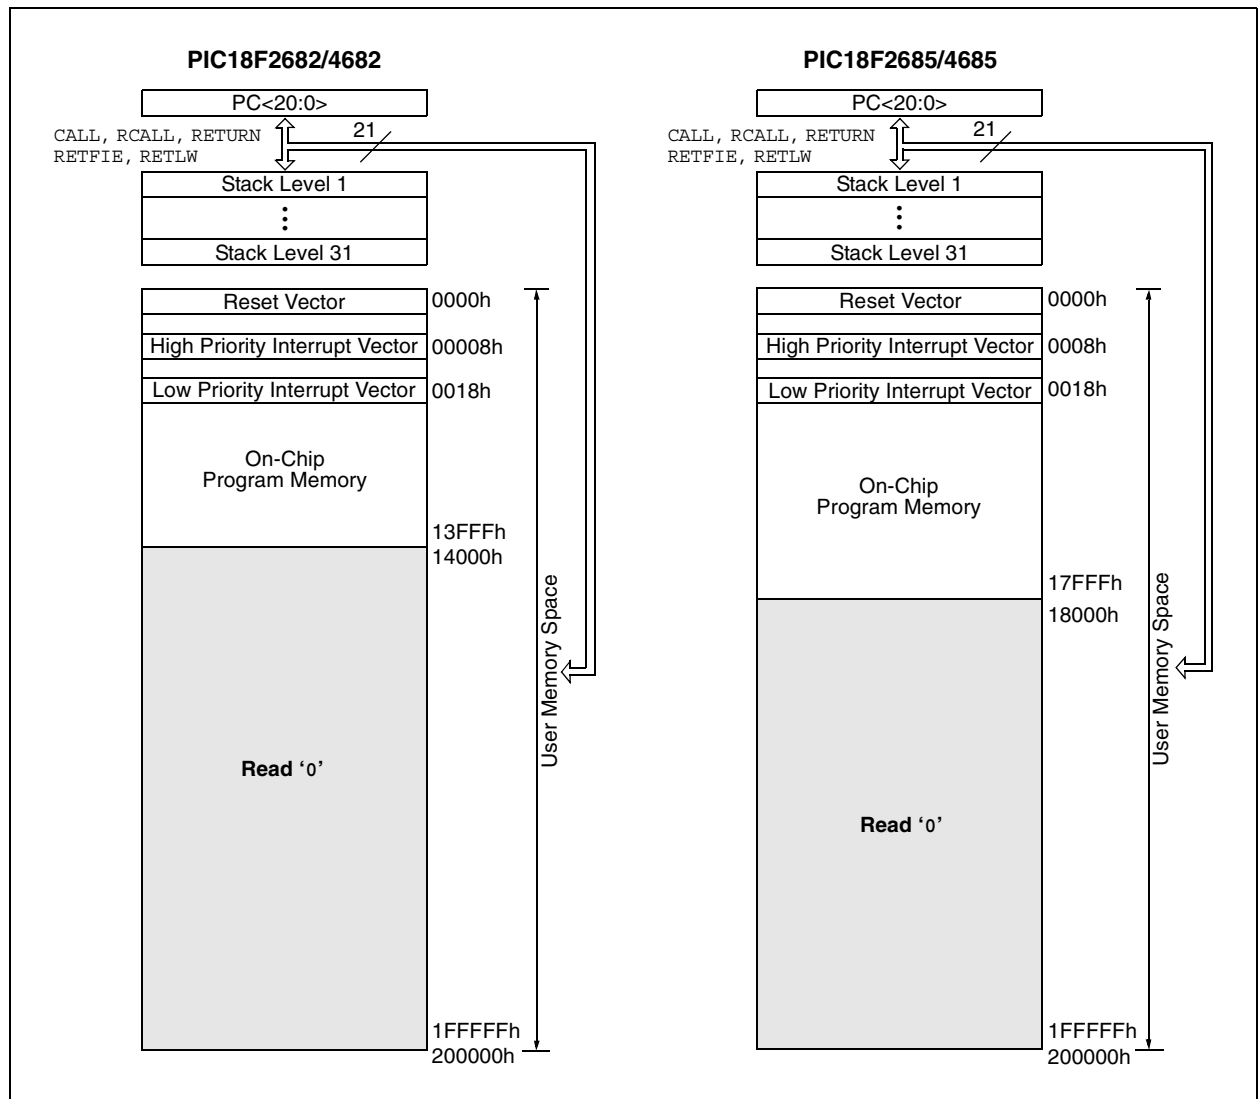 PIC18F2682/4682
PC<20:0>
CALL, RCALL, RETURN
RETFIE, RETLW
21
Stack Level 1
Stack Level 31
Reset Vector
0000h
High Priority Interrupt Vector
00008h
Low Priority Interrupt Vector
0018h
On-Chip
Program Memory
13FFFh
14000h
User Memory Space
Read ‘0’
1FFFFFh
200000h
PIC18F2685/4685
PC<20:0>
CALL, RCALL, RETURN
RETFIE, RETLW
21
Stack Level 1
Stack Level 31
Reset Vector
0000h
High Priority Interrupt Vector
0008h
Low Priority Interrupt Vector
0018h
On-Chip
Program Memory
17FFFh
18000h
User Memory Space
Read ‘0’
1FFFFFh
200000h